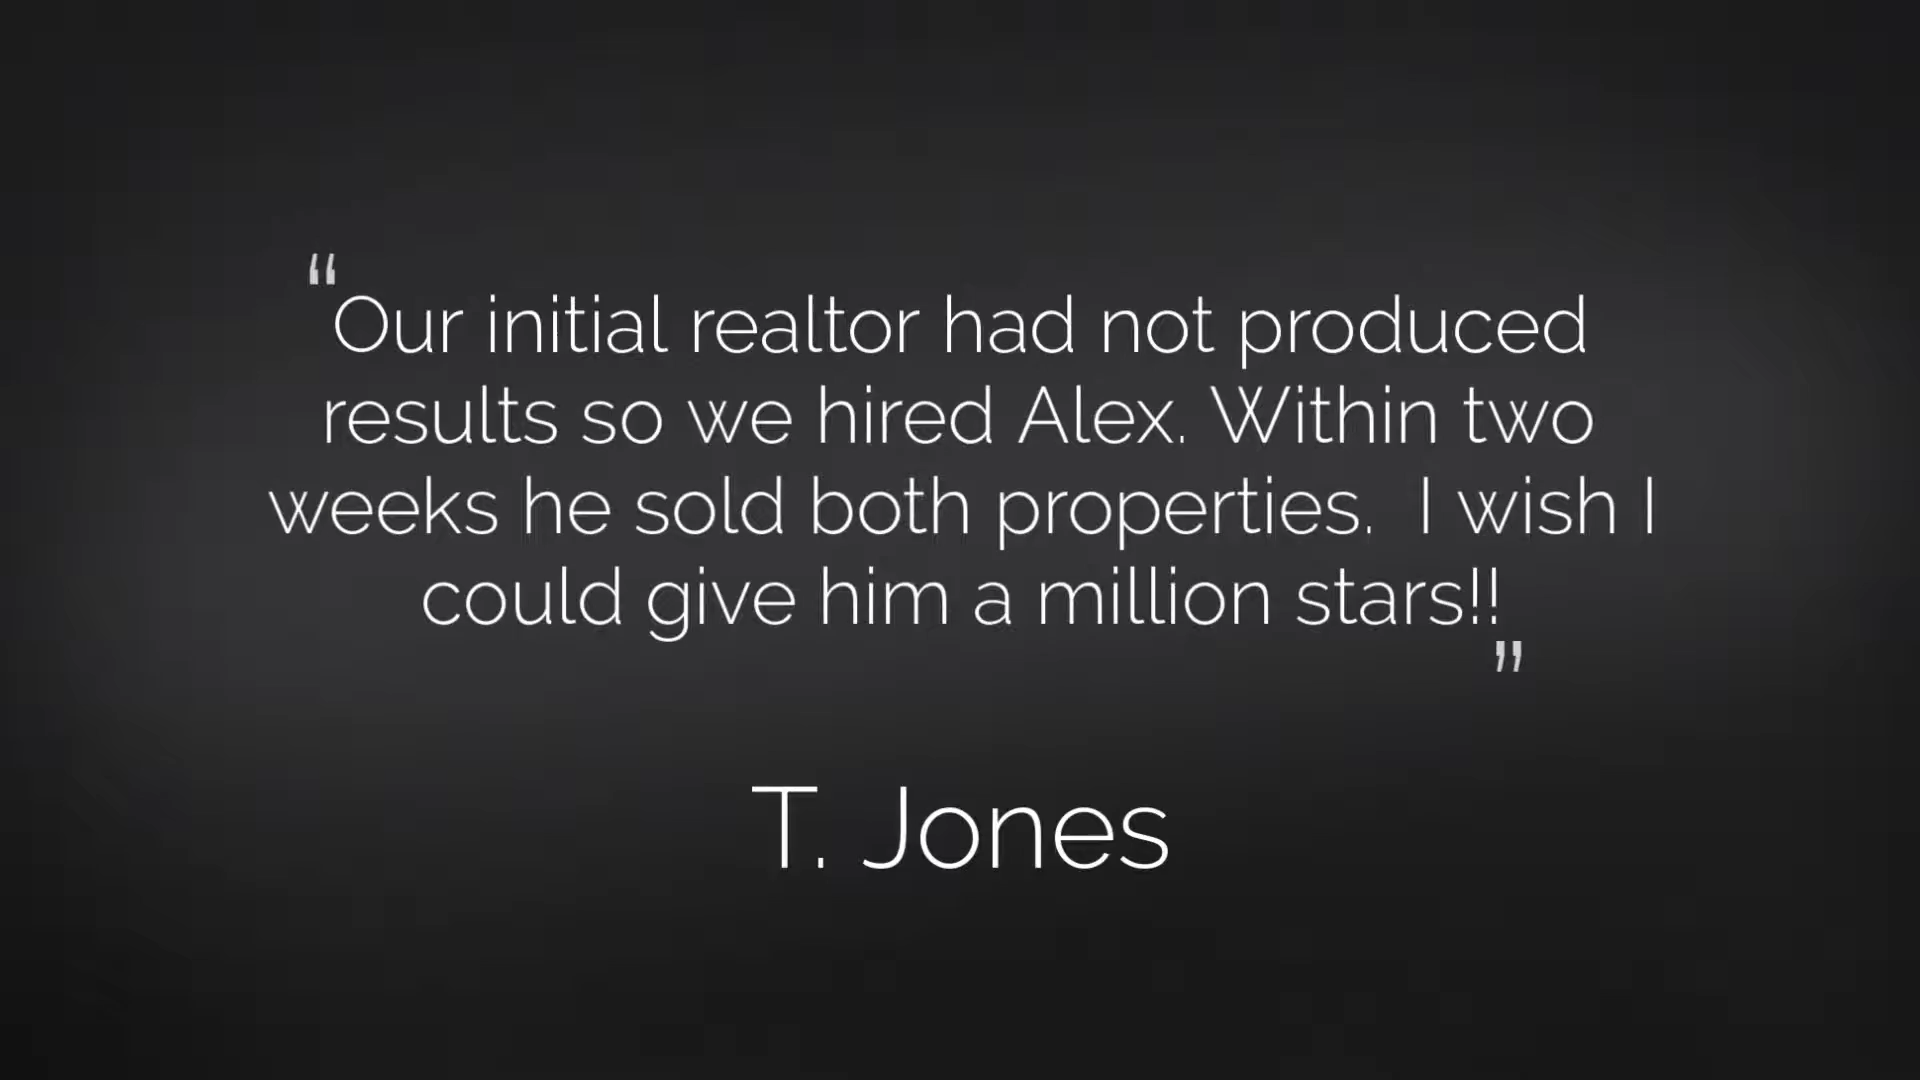 “Our initial realtor had not produced
results so we hired Alex. Within two
weeks he sold both properties.  I wish I
could give him a million stars!!”
T. Jones